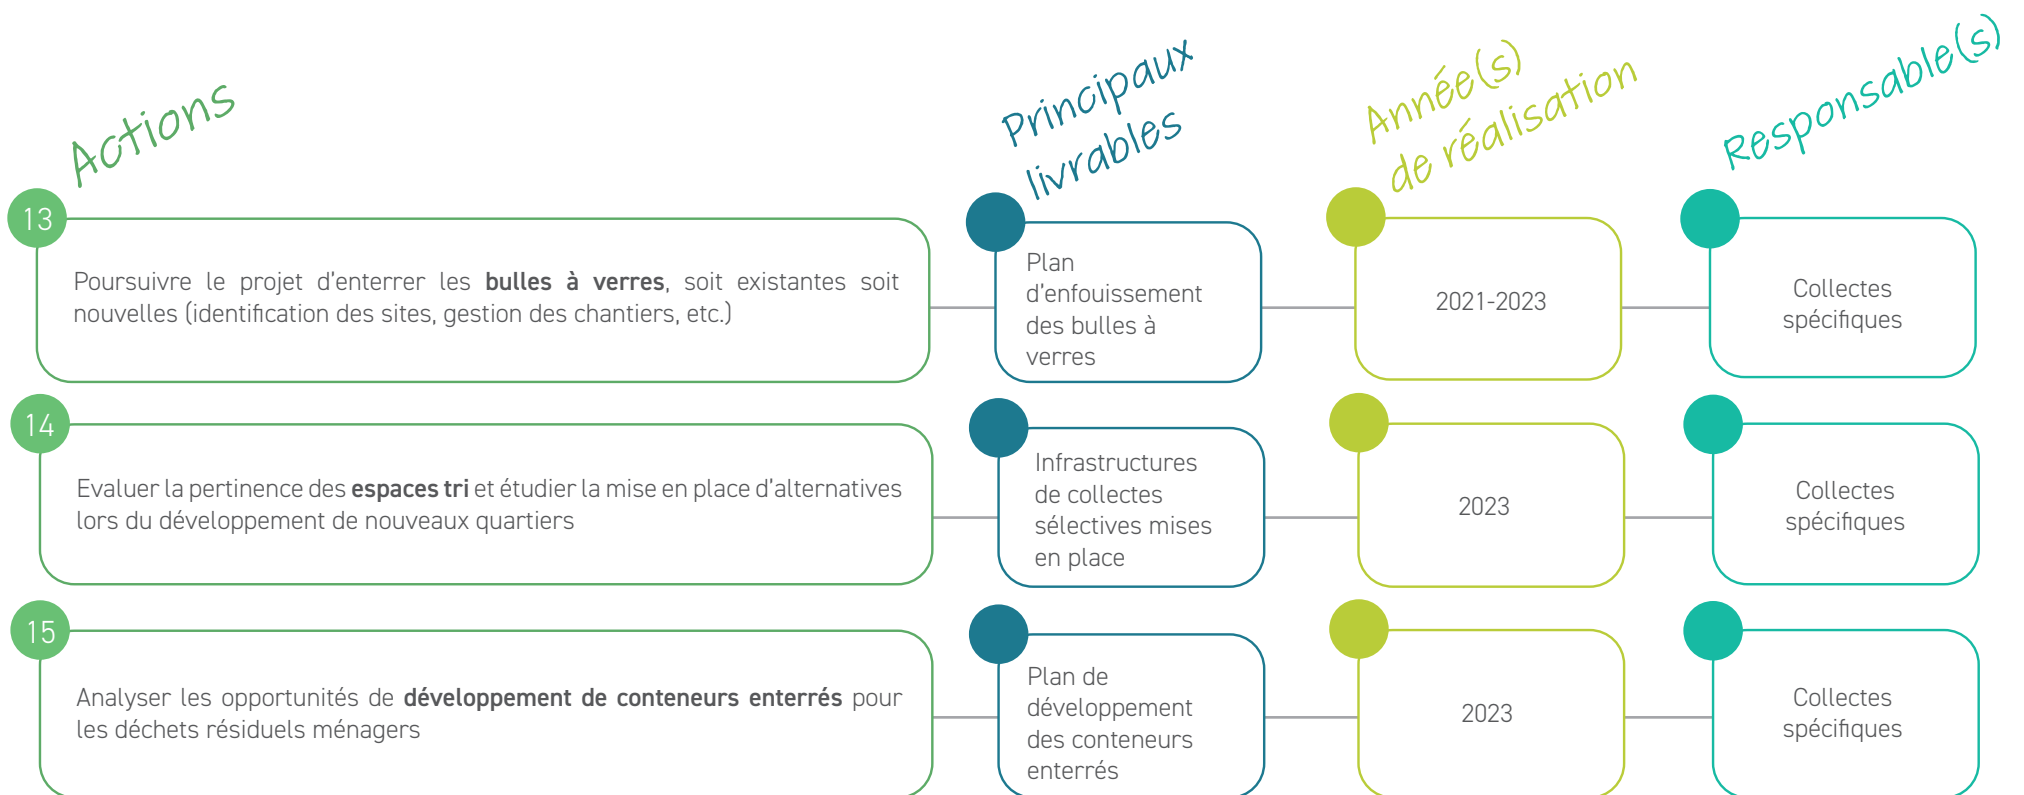 Actions
Principaux
livrables
Année(s)
de réalisation
Responsable(s)
13
Poursuivre le projet d'enterrer les bulles à verres, soit existantes soit
nouvelles (identification des sites, gestion des chantiers, etc.)
Plan
d'enfouissement
des bulles à
verres
2021-2023
Collectes
spécifiques
14
Evaluer la pertinence des espaces tri et étudier la mise en place d'alternatives
lors du développement de nouveaux quartiers
Infrastructures
de collectes
sélectives mises
en place
2023
Collectes
spécifiques
15
Analyser les opportunités de développement de conteneurs enterrés pour
les déchets résiduels ménagers
Plan de
développement
des conteneurs
enterrés
2023
Collectes
spécifiques